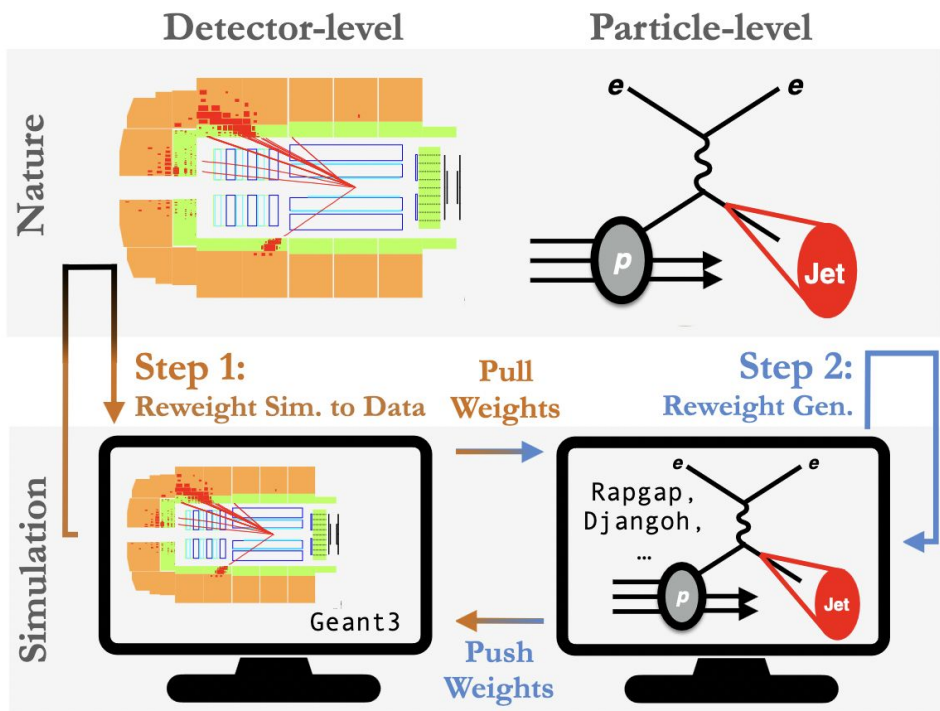 Detector-level
Particle-level
Nature
e
e
p
Jet
Step 1:
Reweight Sim. to Data
Pull
Weights
Step 2:
Reweight Gen.
Simulation
Geant3
e
e
Rapgap,
Djangoh,
...
p
Jet
Push
Weights